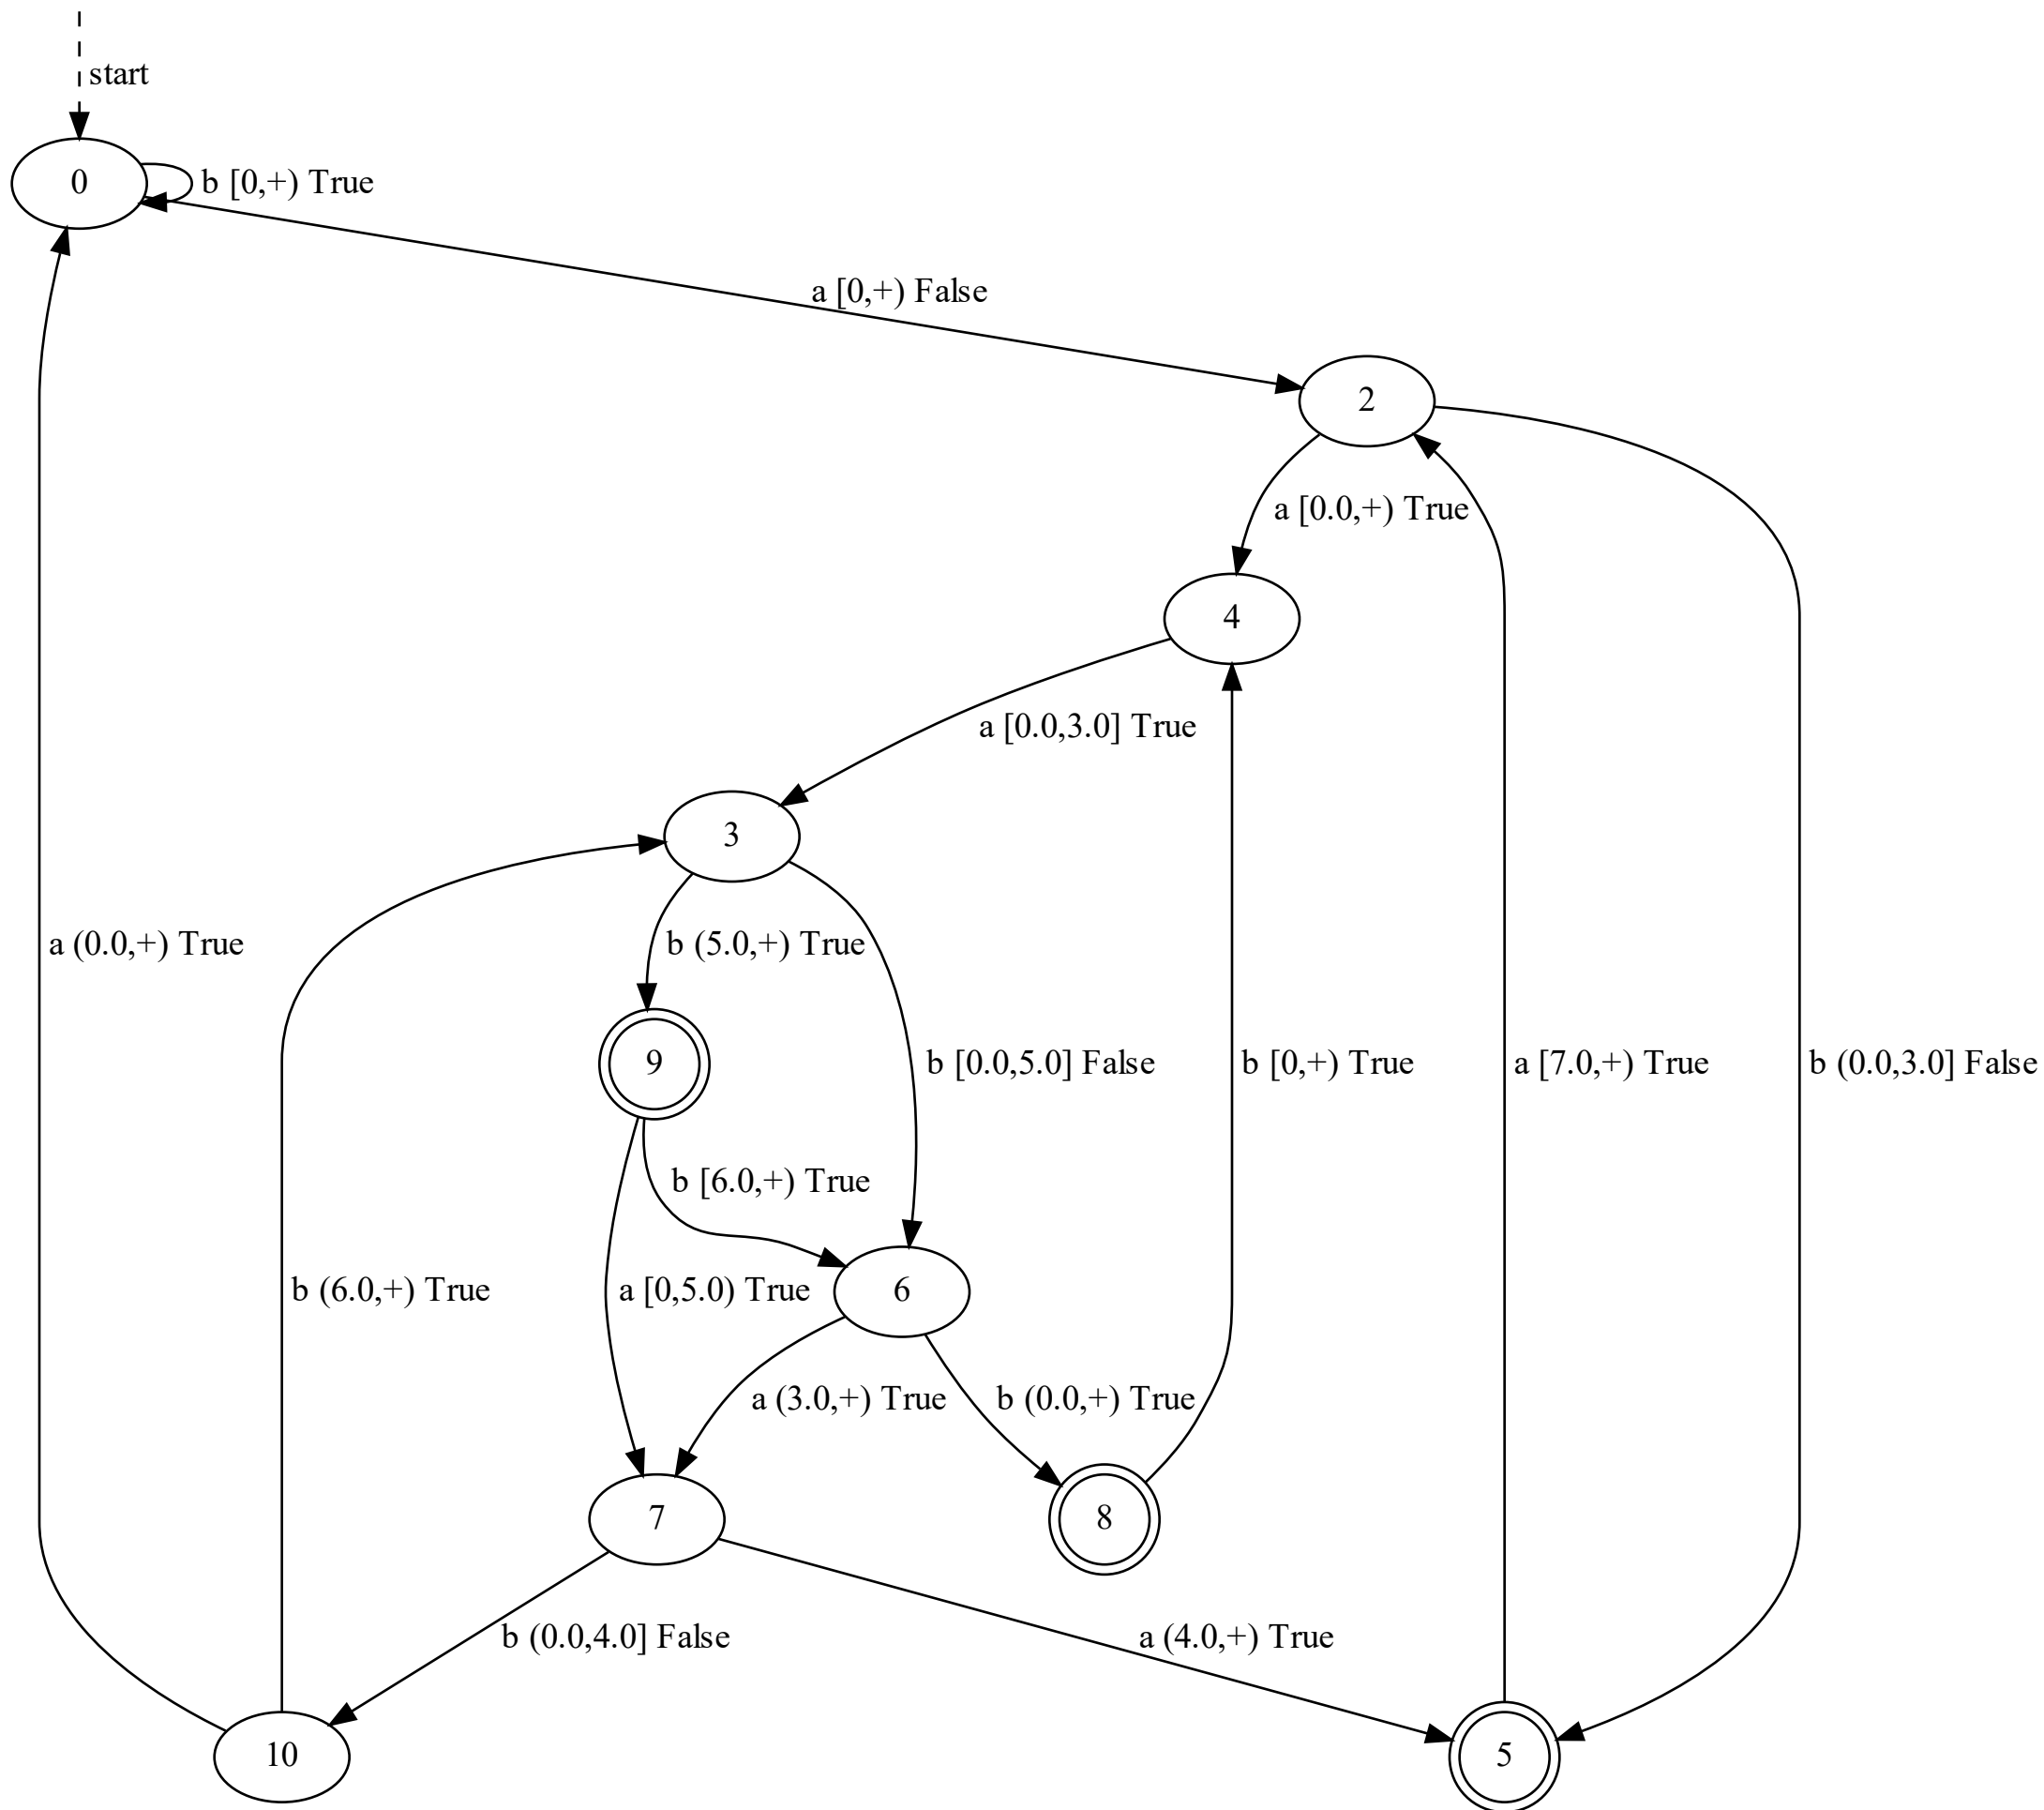 start
0
b [0,+) True
a [0,+) False
2
a [0.0,+) True
4
a [0.0,3.0] True
3
a (0.0,+) True
b (5.0,+) True
9
b [0.0,5.0] False
b [0,+) True
a [7.0,+) True
b (0.0,3.0] False
b [6.0,+) True
b (6.0,+) True
a [0,5.0) True
6
a (3.0,+) True
b (0.0,+) True
7
8
b (0.0,4.0] False
a (4.0,+) True
10
5